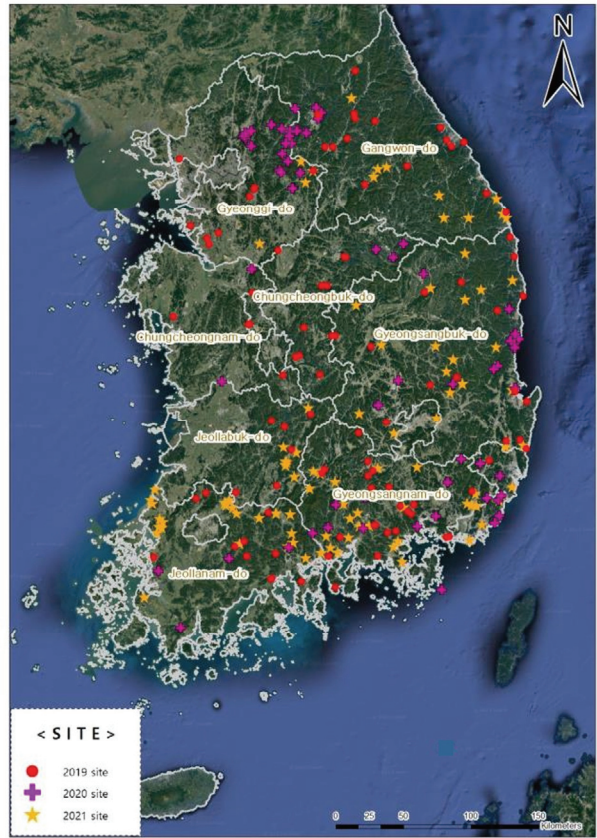 N
Gangwon-do
Gyeonggi-do
Chungcheongbuk-do
Chungcheongnam-do
Gyeongsangbuk-do
Jeollabuk-do
Gyeongsangnam-do
Jeollanam-do
< S I T E >
2019 site
2020 site
2021 site
0 25 50 100 150
Kilometers